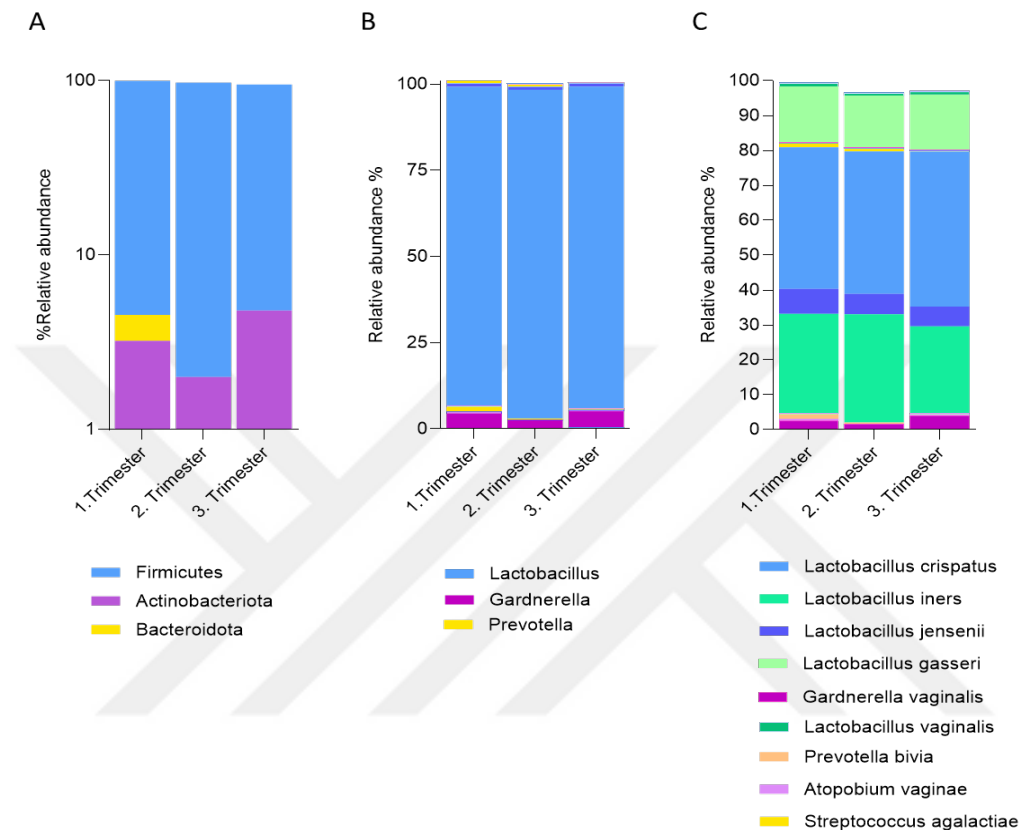 A
B
C
%Relative abundance
100
10
1
1.Trimester
2. Trimester
3. Trimester
Firmicutes
Actinobacteriota
Bacteroidota
Relative abundance %
100
75
50
25
0
1.Trimester
2. Trimester
3. Trimester
Lactobacillus
Gardnerella
Prevotella
Relative abundance %
100
90
80
70
60
50
40
30
20
10
0
1.Trimester
2. Trimester
3. Trimester
Lactobacillus crispatus
Lactobacillus iners
Lactobacillus jensenii
Lactobacillus gasseri
Gardnerella vaginalis
Lactobacillus vaginalis
Prevotella bivia
Atopobium vaginae
Streptococcus agalactiae